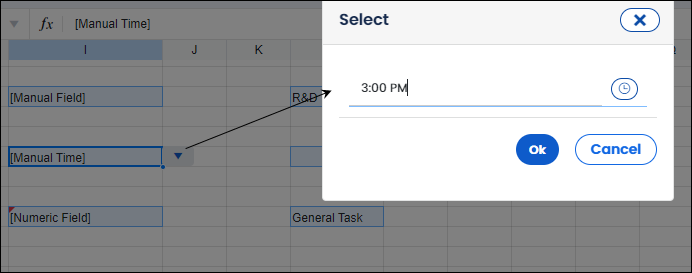 fx [Manual Time]
Select
I J K
[Manual Field] R&D
3:00 PM
[Manual Time]
Ok Cancel
[Numeric Field] General Task